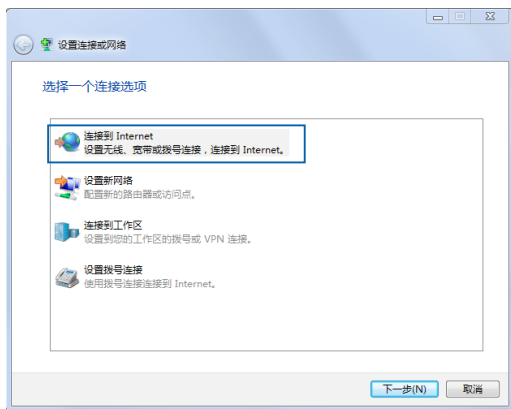 设置连接或网络
选择一个连接选项
连接到 Internet
设置无线、宽带或拨号连接，连接到 Internet。
设置新网络
配置新的路由器或访问点。
连接到工作区
设置到您的工作区的拨号或 VPN 连接。
设置拨号连接
使用拨号连接连接到 Internet。
下一步(N)
取消